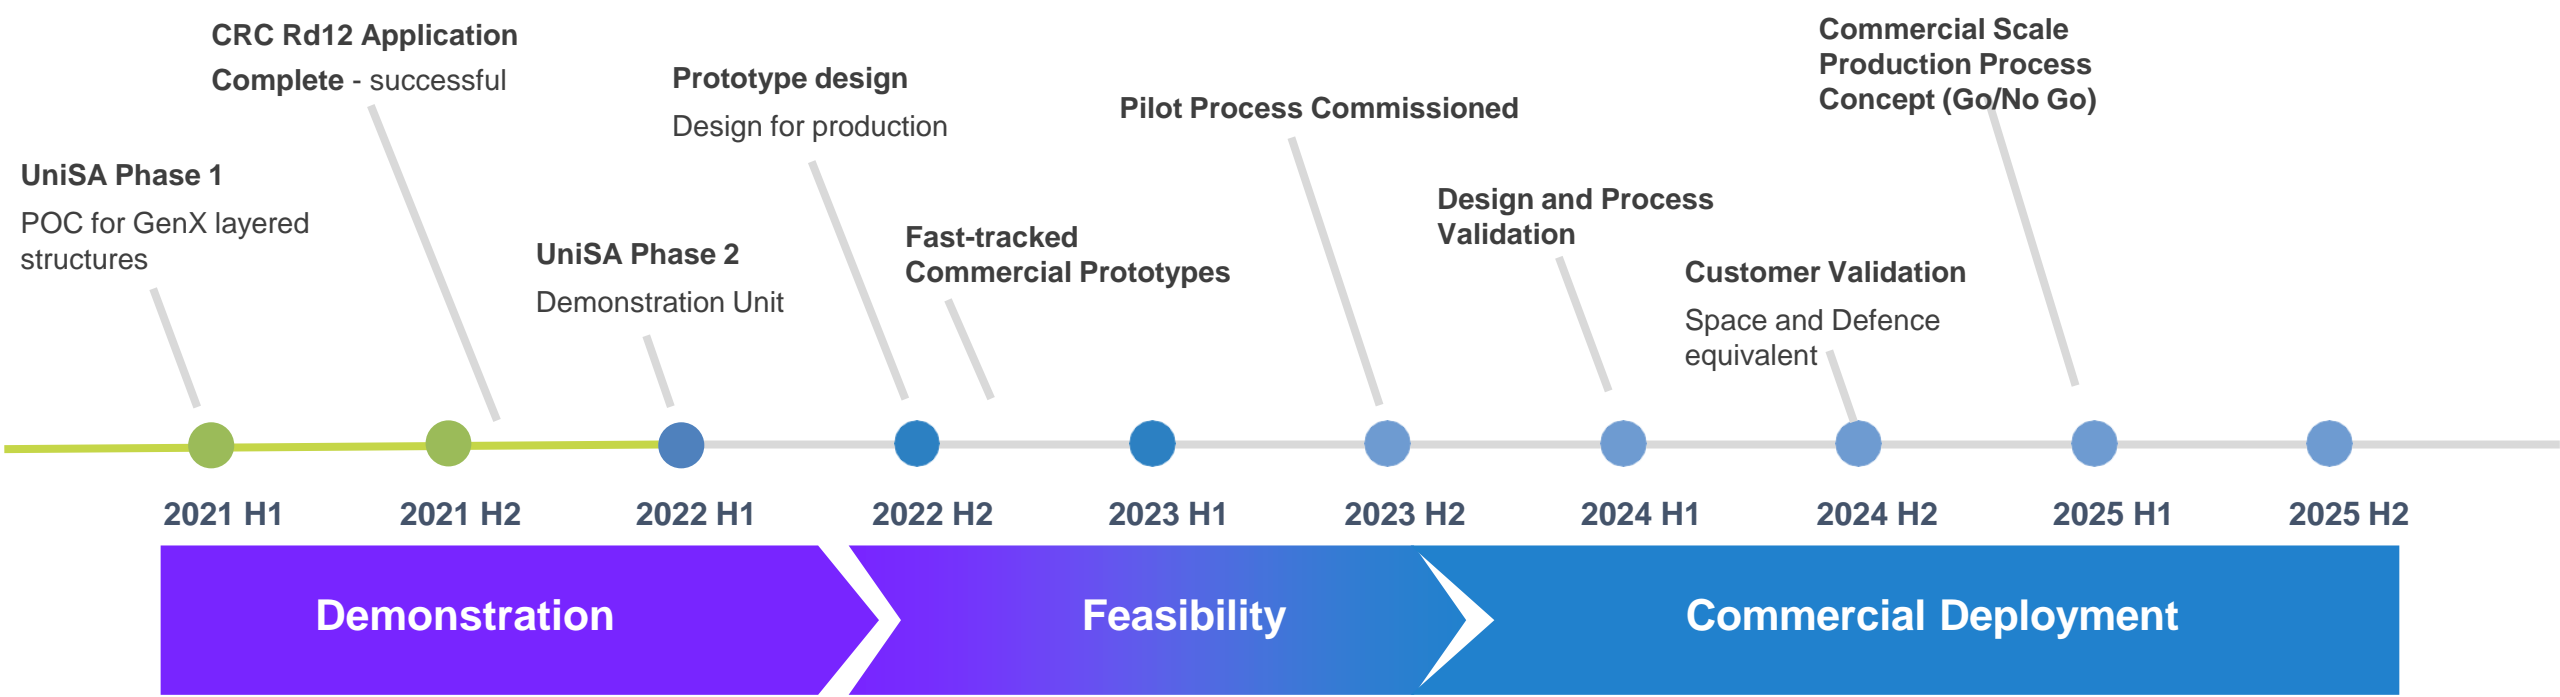 CRC Rd12 Application
Complete - successful
Commercial Scale
Production Process
Concept (Go/No Go)
Prototype design
Design for production
Pilot Process Commissioned
UniSA Phase 1
POC for GenX layered
structures
Design and Process
Validation
Fast-tracked
Commercial Prototypes
UniSA Phase 2
Demonstration Unit
Customer Validation
Space and Defence
equivalent
2021 H1
2021 H2
2022 H1
2022 H2
2023 H1
2023 H2
2024 H1
2024 H2
2025 H1
2025 H2
Demonstration
Feasibility
Commercial Deployment